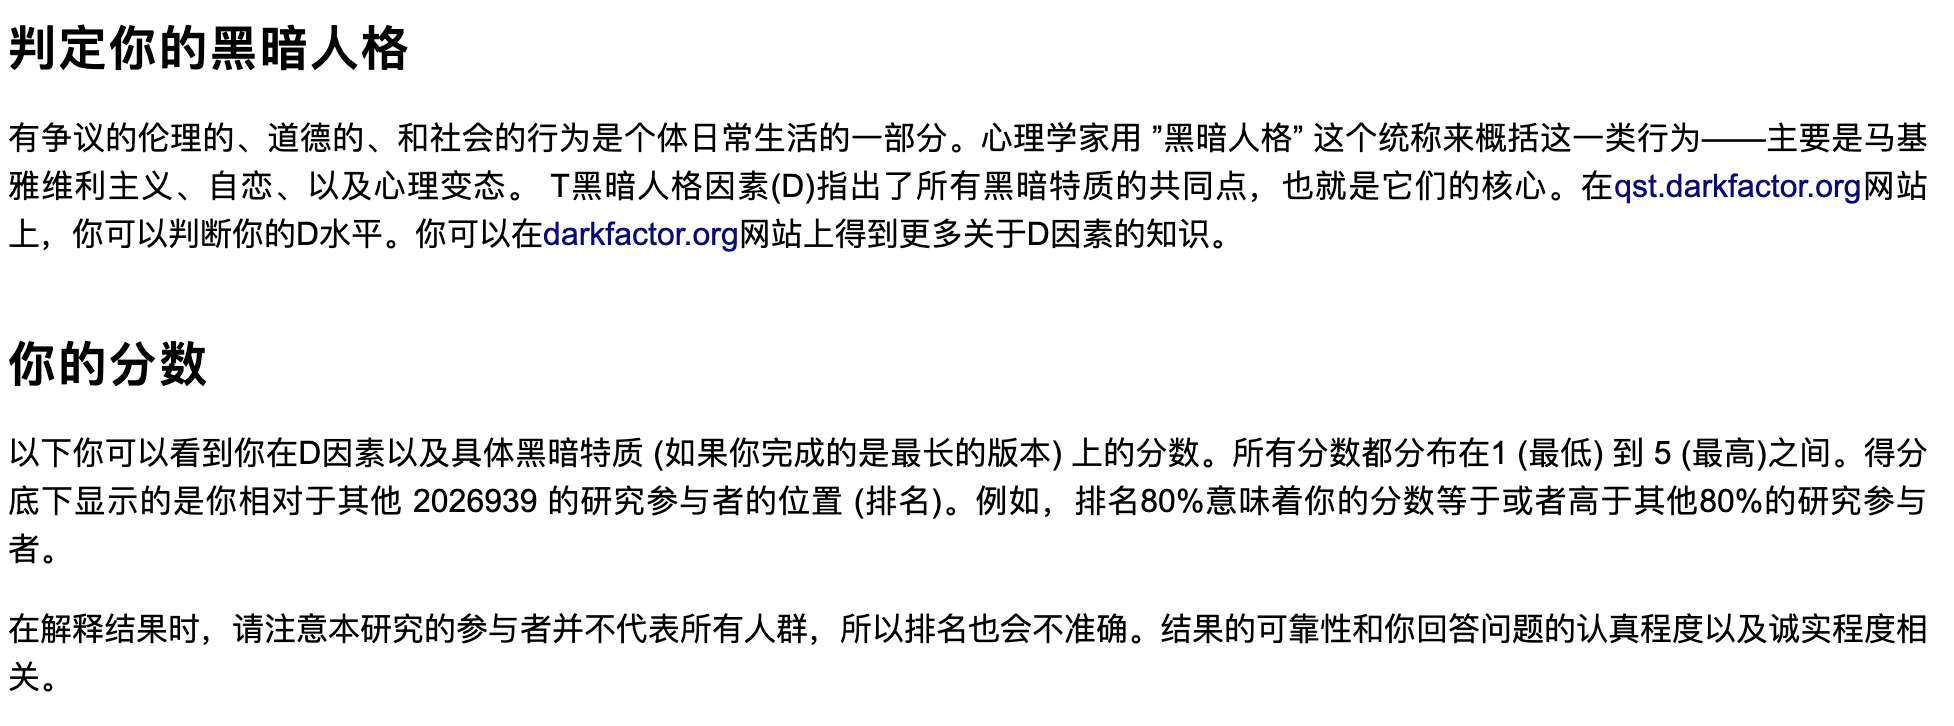 判定你的黑暗人格
有争议的伦理的、道德的、和社会的行为是个体日常生活的一部分。心理学家用 ”黑暗人格” 这个统称来概括这一类行为——主要是马基
雅维利主义、自恋、以及心理变态。 T黑暗人格因素(D)指出了所有黑暗特质的共同点，也就是它们的核心。在qst.darkfactor.org网站
上，你可以判断你的D水平。你可以在darkfactor.org网站上得到更多关于D因素的知识。
你的分数
以下你可以看到你在D因素以及具体黑暗特质 (如果你完成的是最长的版本) 上的分数。所有分数都分布在1 (最低) 到 5 (最高)之间。得分
底下显示的是你相对于其他 2026939 的研究参与者的位置 (排名)。例如，排名80%意味着你的分数等于或者高于其他80%的研究参与
者。
在解释结果时，请注意本研究的参与者并不代表所有人群，所以排名也会不准确。结果的可靠性和你回答问题的认真程度以及诚实程度相
关。